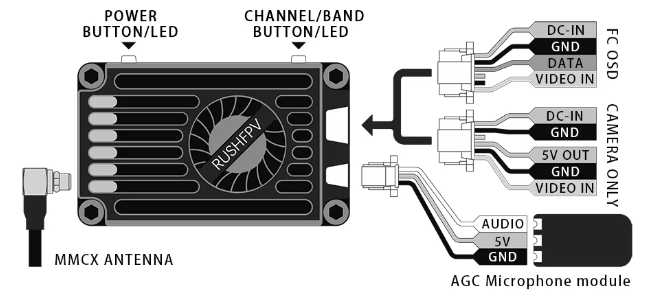 POWER
BUTTON/LED
CHANNEL/BAND
BUTTON/LED
RUSHFPV
MMCX ANTENNA
DC-IN
GND
DATA
VIDEO IN
FC OSD
DC-IN
GND
5V OUT
GND
VIDEO IN
CAMERA ONLY
AUDIO
5V
GND
AGC Microphone module